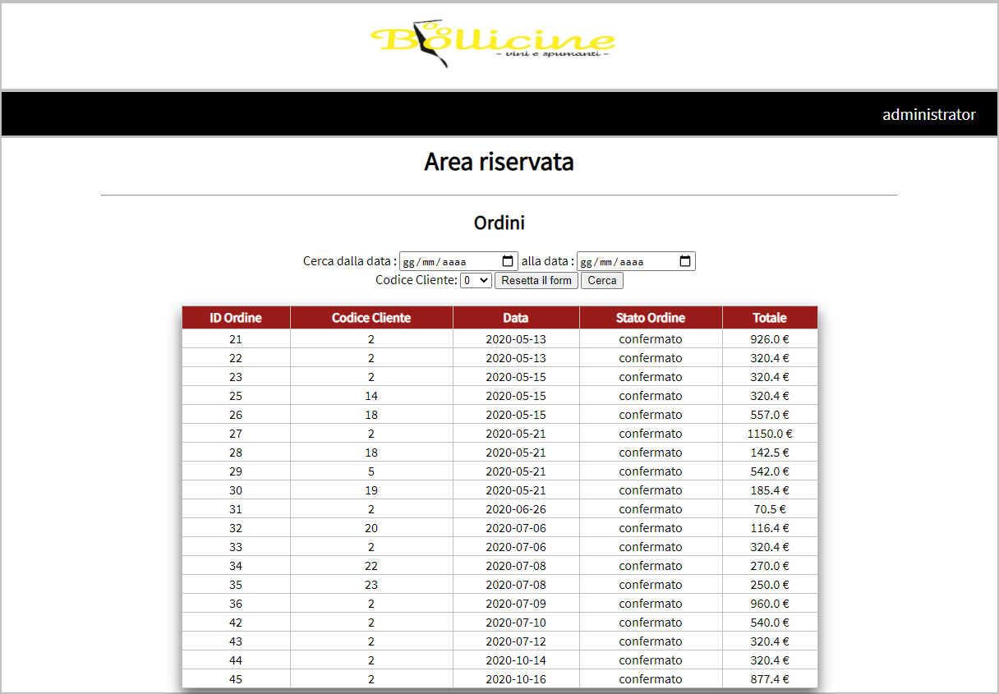 Bollicine
- vini e spumanti -
administrator
Area riservata
Ordini
Cerca dalla data : gg/mm/aaaa alla data : gg/mm/aaaa
Codice Cliente: 0 Resetta il form Cerca
ID Ordine Codice Cliente Data Stato Ordine Totale
21 2 2020-05-13 confermato 926.0 €
22 2 2020-05-13 confermato 320.4 €
23 2 2020-05-15 confermato 320.4 €
25 14 2020-05-15 confermato 320.4 €
26 18 2020-05-15 confermato 557.0 €
27 2 2020-05-21 confermato 1150.0 €
28 18 2020-05-21 confermato 142.5 €
29 5 2020-05-21 confermato 542.0 €
30 19 2020-05-21 confermato 185.4 €
31 2 2020-06-26 confermato 70.5 €
32 20 2020-07-06 confermato 116.4 €
33 2 2020-07-06 confermato 320.4 €
34 22 2020-07-08 confermato 270.0 €
35 23 2020-07-08 confermato 250.0 €
36 2 2020-07-09 confermato 960.0 €
42 2 2020-07-10 confermato 540.0 €
43 2 2020-07-12 confermato 320.4 €
44 2 2020-10-14 confermato 320.4 €
45 2 2020-10-16 confermato 877.4 €